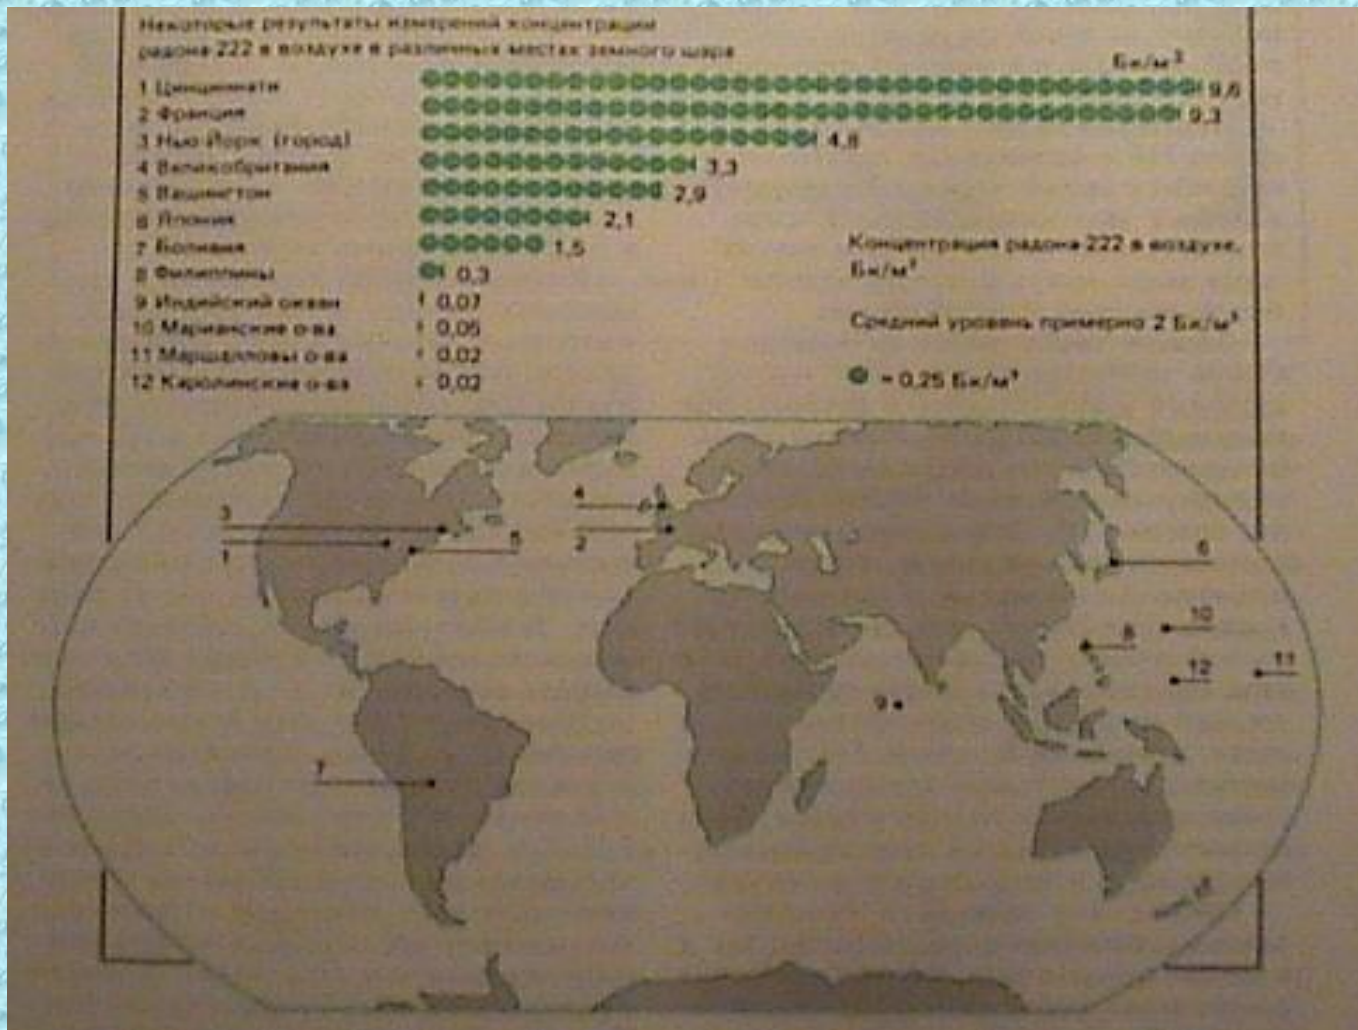 Некоторые результаты измерений концентрации
радона 222 в воздухе в различных местах земного шара
Бк/м³
1 Цинциннати 9,6
2 Франция 9,3
3 Нью-Йорк (город) 4,8
4 Великобритания 3,3
5 Вашингтон 2,9
6 Япония 2,1
7 Боливия 1,5
8 Филиппины 0,3
9 Индийский океан 0,07
10 Марианские о-ва 0,05
11 Маршалловы о-ва 0,02
12 Каролинские о-ва 0,02
Концентрация радона-222 в воздухе,
Бк/м³
Средний уровень примерно 2 Бк/м³
= 0,25 Бк/м³
4
3
2
5
1
6
10
8
12
11
9
7